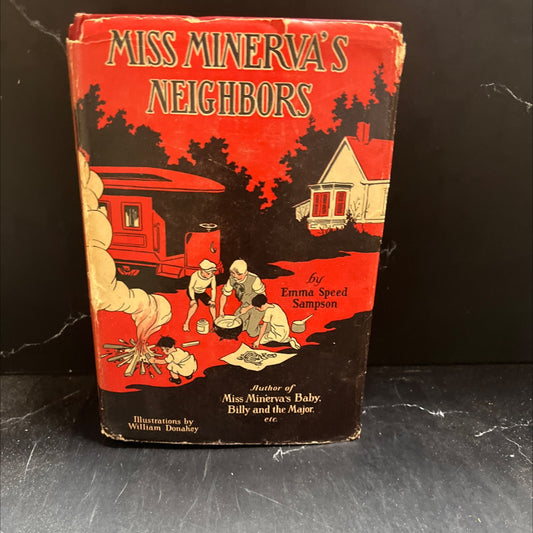 MISS MINERVA'S
NEIGHBORS
by
Emma Speed
Sampson
Author of
Miss Minerva's Baby.
Billy and the Major.
etc.
Illustrations by
William Donahey